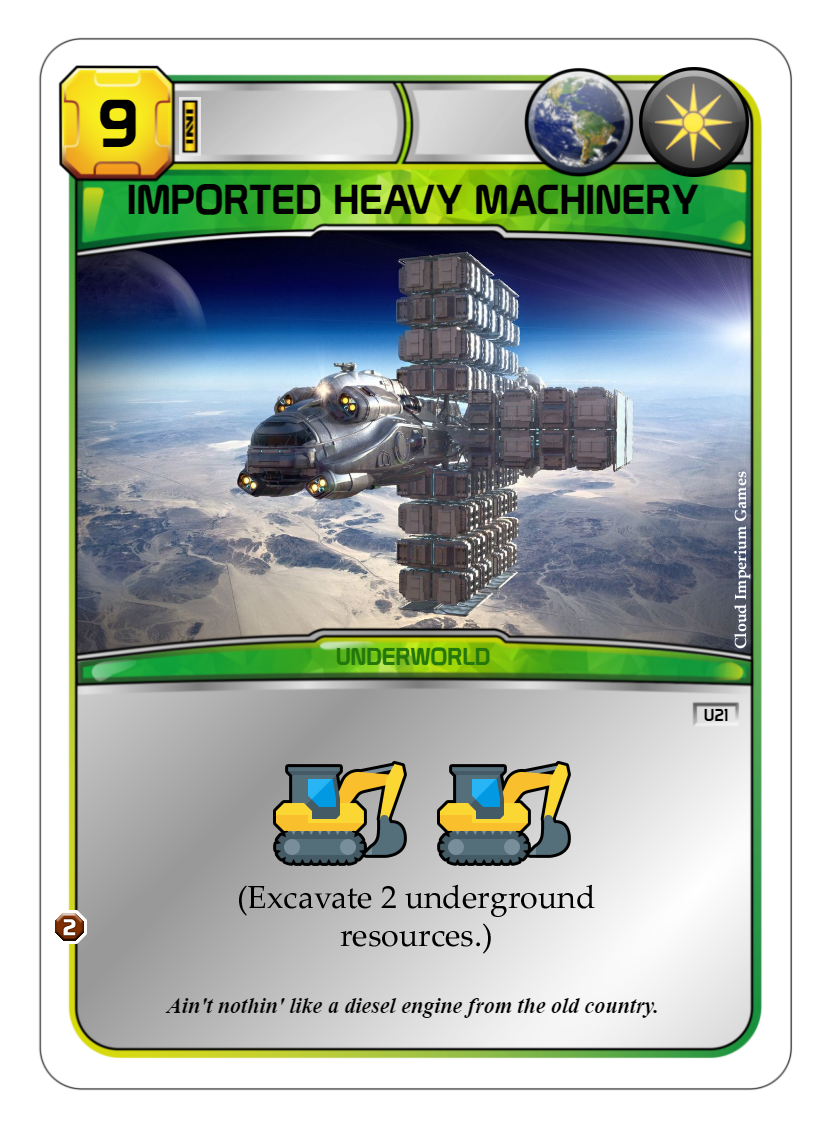 9
IMPORTED HEAVY MACHINERY
Cloud Imperium Games
UNDERWORLD
U21
(Excavate 2 underground
resources.)
2
Ain't nothin' like a diesel engine from the old country.